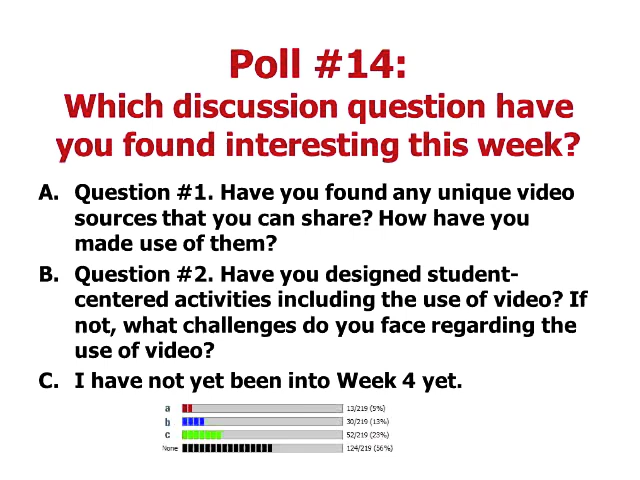 Poll #14:
Which discussion question have
you found interesting this week?
A. Question #1. Have you found any unique video
sources that you can share? How have you
made use of them?
B. Question #2. Have you designed student-
centered activities including the use of video? If
not, what challenges do you face regarding the
use of video?
C. I have not yet been into Week 4 yet.
a 13/219 (5%)
b 30/219 (13%)
c 52/219 (23%)
None 124/219 (56%)